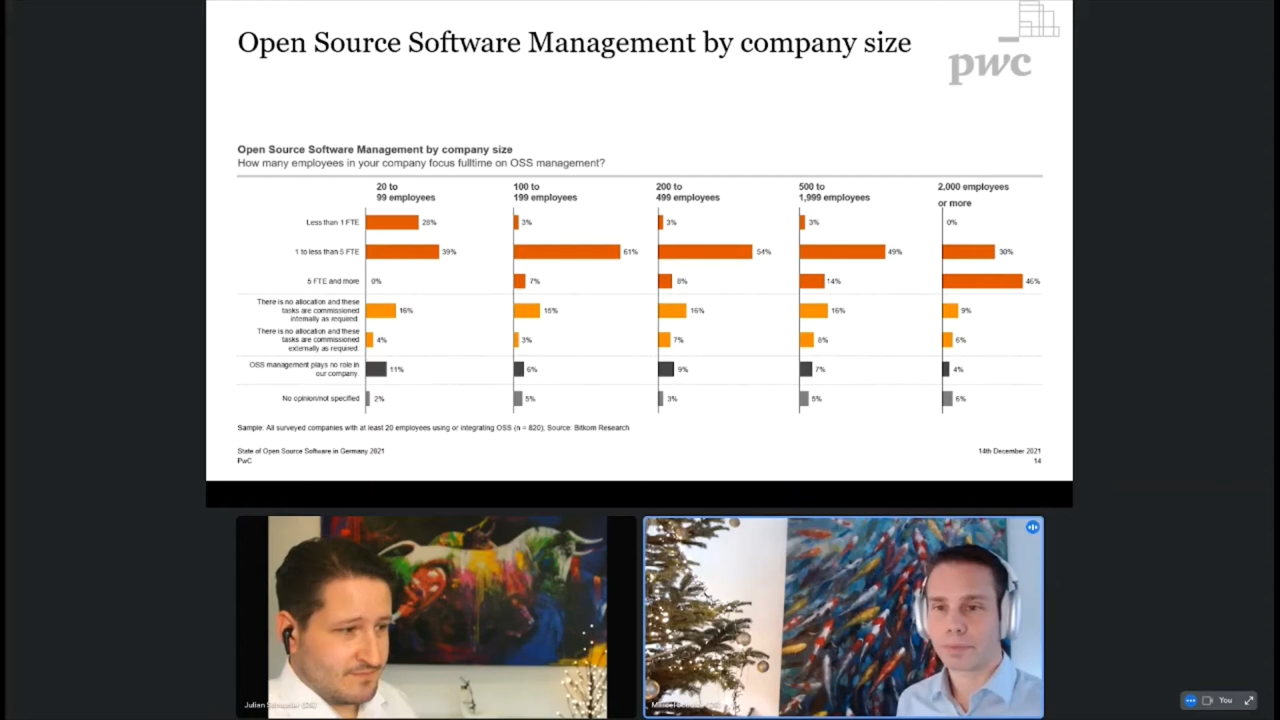 Open Source Software Management by company size
pwc
Open Source Software Management by company size
How many employees in your company focus fulltime on OSS management?
20 to
99 employees
100 to
199 employees
200 to
499 employees
500 to
1,999 employees
2,000 employees
or more
Less than 1 FTE 28% 3% 3% 3% 0%
1 to less than 5 FTE 39% 61% 54% 49% 30%
5 FTE and more 0% 7% 8% 14% 46%
There is no allocation and these
tasks are commissioned
internally as required.
16% 15% 16% 16% 9%
There is no allocation and these
tasks are commissioned
externally as required.
4% 3% 7% 8% 6%
OSS management plays no role in
our company.
11% 6% 9% 7% 4%
No opinion/not specified 2% 5% 3% 5% 6%
Sample: All surveyed companies with at least 20 employees using or integrating OSS (n = 820); Source: Bitkom Research
State of Open Source Software in Germany 2021
PwC
14th December 2021
14
Julien
You